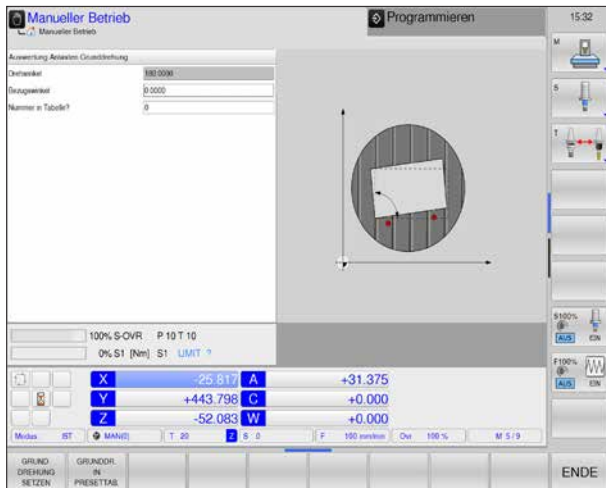 Manueller Betrieb
Manueller Betrieb
Programmieren
15:32
Auswertung Antasten Grunddrehung
Drehwinkel 180.0000
Bezugswinkel 0.0000
Nummer in Tabelle? 0
M
S
T
100% S-OVR P 10 T 10
0% S1 [Nm] S1 LIMIT ?
S100%
AUS EIN
F100%
AUS EIN
X -25.817 A +31.375
Y +443.798 C +0.000
Z -52.083 W +0.000
Modus IST MAN(0) T 20 Z S 0 F 100 mm/min Ovr 100 % M 5/9
GRUND
DREHUNG
SETZEN
GRUNDDR.
IN
PRESETTAB.
ENDE